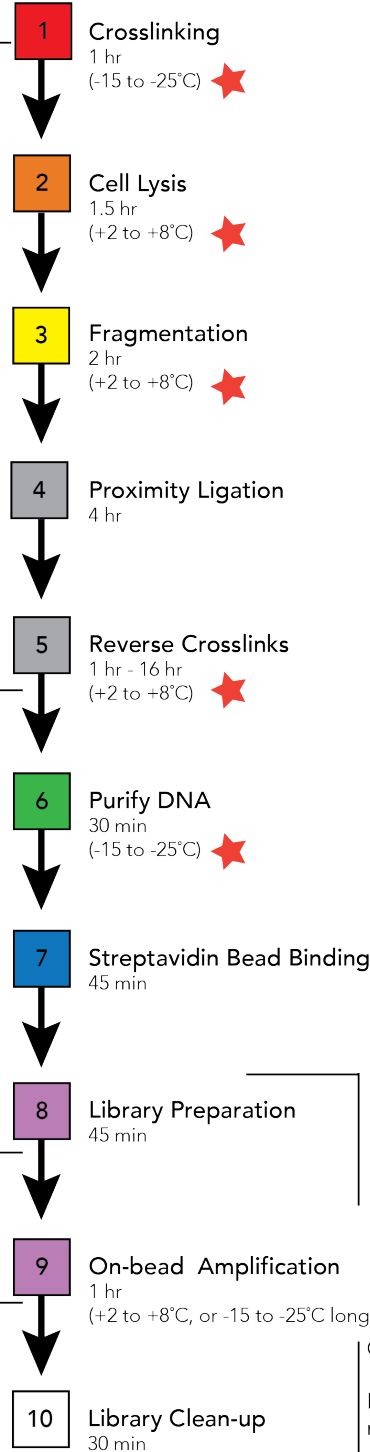 1
Crosslinking
1 hr
(-15 to -25˚C)
2
Cell Lysis
1.5 hr
(+2 to +8˚C)
3
Fragmentation
2 hr
(+2 to +8˚C)
4
Proximity Ligation
4 hr
5
Reverse Crosslinks
1 hr - 16 hr
(+2 to +8˚C)
6
Purify DNA
30 min
(-15 to -25˚C)
7
Streptavidin Bead Binding
45 min
8
Library Preparation
45 min
9
On-bead Amplification
1 hr
(+2 to +8˚C, or -15 to -25˚C long
10
Library Clean-up
30 min